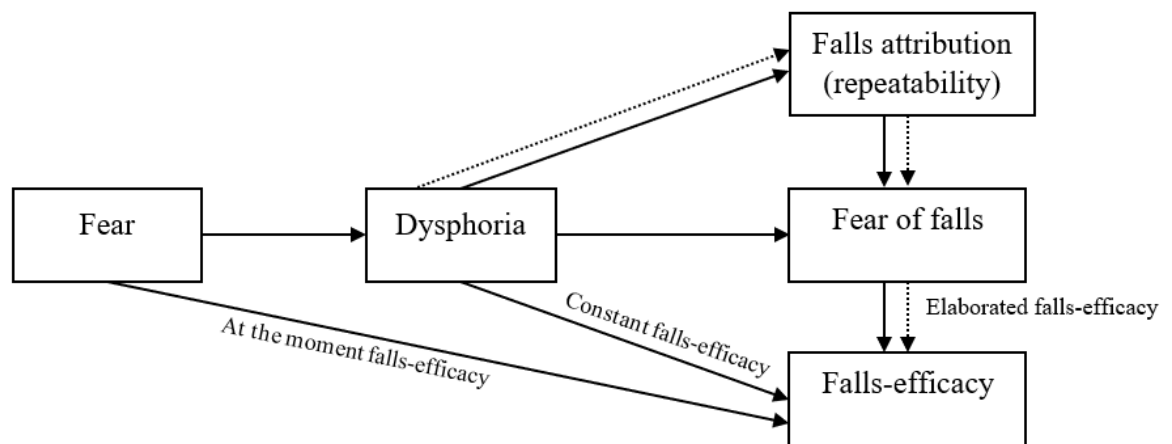 Falls attribution
(repeatability)
Fear
Dysphoria
Fear of falls
Elaborated falls-efficacy
Constant falls-efficacy
At the moment falls-efficacy
Falls-efficacy